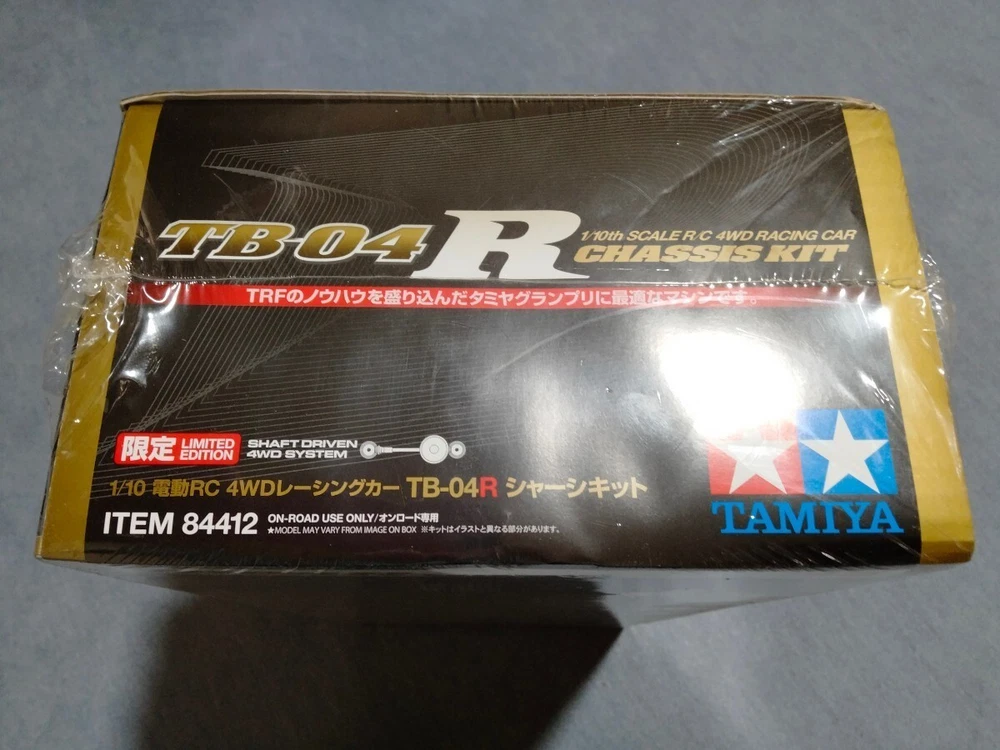 TB-04 R
1/10th SCALE R/C 4WD RACING CAR
CHASSIS KIT
TRFのノウハウを盛り込んだタミヤグランプリに最適なマシンです。
限定 LIMITED EDITION
SHAFT DRIVEN
4WD SYSTEM
1/10 電動RC 4WDレーシングカー TB-04R シャーシキット
ITEM 84412
ON-ROAD USE ONLY/オンロード専用
★MODEL MAY VARY FROM IMAGE ON BOX ※キットはイラストと異なる部分があります。
TAMIYA